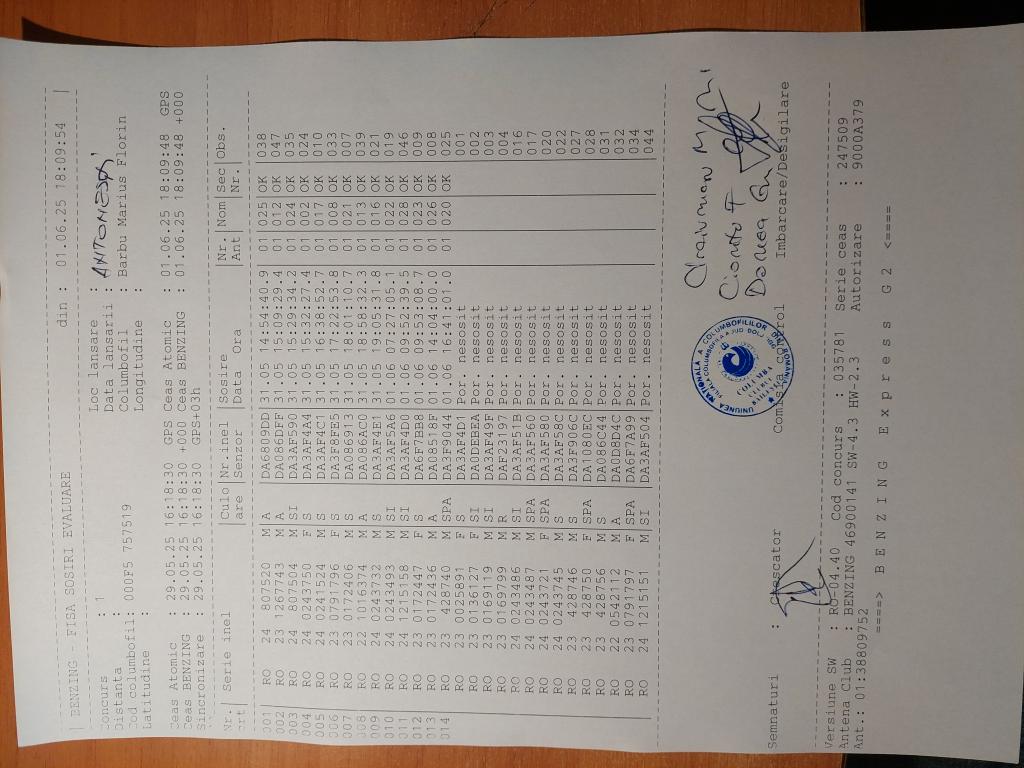 BENZING - FISA SOSIRI EVALUARE din : 01.06.25 18:09:54
Concurs : 1 Loc lansare : ANTONESTI
Distanta : Data lansarii :
Cod columbofil: 000F5 757519 Columbofil : Barbu Marius Florin
Latitudine : Longitudine :
Ceas Atomic : 29.05.25 16:18:30 GPS Ceas Atomic : 01.06.25 18:09:48 GPS
Ceas BENZING : 29.05.25 16:18:30 +000 Ceas BENZING : 01.06.25 18:09:48 +000
Sincronizare : 29.05.25 16:18:30 GPS+03h
Nr. Serie inel Culo Nr.inel Sosire Nr. Nom Sec Obs.
crt are Senzor Data Ora Ant Nr.
001 RO 24 807520 M A DA6809DD 31.05 14:54:40.9 01 025 OK 038
002 RO 23 1267743 M A DA086DFF 31.05 15:09:29.4 01 012 OK 047
003 RO 24 807504 M SI DA3AF590 31.05 15:09:34.2 01 024 OK 035
004 RO 24 0243750 F S DA3AF4A4 31.05 15:32:27.4 01 002 OK 024
005 RO 24 0241524 M S DA3AF4C1 31.05 16:38:52.7 01 017 OK 010
006 RO 23 0791796 F S DA3F8FE5 31.05 17:22:53.8 01 008 OK 033
007 RO 23 0172406 M S DA086913 31.05 18:01:10.7 01 021 OK 007
008 RO 22 1016374 M A DA086AC0 31.05 18:58:32.3 01 013 OK 039
009 RO 24 0243732 M S DA3AF4E1 31.05 19:05:31.8 01 016 OK 021
010 RO 24 0243493 M SI DA3AF5A6 01.06 07:27:05.1 01 022 OK 019
011 RO 24 1215158 M SI DA3AF4D0 01.06 09:52:39.5 01 028 OK 046
012 RO 23 0172447 F S DA6F7BB8 01.06 09:53:08.7 01 023 OK 009
013 RO 23 0172436 M A DA08518F 01.06 14:04:00.0 01 026 OK 008
014 RO 23 428740 M SPA DA3F9044 01.06 16:41:01.0 01 020 OK 025
RO 23 0025891 F S DA3AF4D1 Por. nesosit 001
RO 23 0136127 F SI DA0DFBEA Por. nesosit 002
RO 23 0169119 M SI DA3AF49F Por. nesosit 003
RO 23 0169799 M R DAF23197 Por. nesosit 004
RO 24 0243486 M SI DA3AF51B Por. nesosit 016
RO 24 0243487 M SPA DA3AF560 Por. nesosit 017
RO 24 0243721 F SPA DA3AF580 Por. nesosit 020
RO 24 0243745 M S DA3AF58C Por. nesosit 022
RO 23 428746 M S DA3F906C Por. nesosit 027
RO 24 428750 F SPA DA1080EC Por. nesosit 028
RO 23 428756 M S DA086C44 Por. nesosit 031
RO 22 0542112 M A DA0D8D4C Por. nesosit 032
RO 23 0791797 F SPA DA6F7A99 Por. nesosit 034
RO 24 1215151 M SI DA3AF504 Por. nesosit 044
Semnaturi : Crescator Comisia control Imbarcare/Desigilare
UNIUNEA NATIONALA A COLUMBOFILILOR DIN ROMANIA
COLUMBA
Versiune SW : RO-04.40 Cod concurs : 035781 Serie ceas : 247509
Antena Club : BENZING 46900141 SW-4.3 HW-2.3 Autorizare : 9000A379
Ant.: 01:38809752
====> B E N Z I N G E x p r e s s G 2 <====